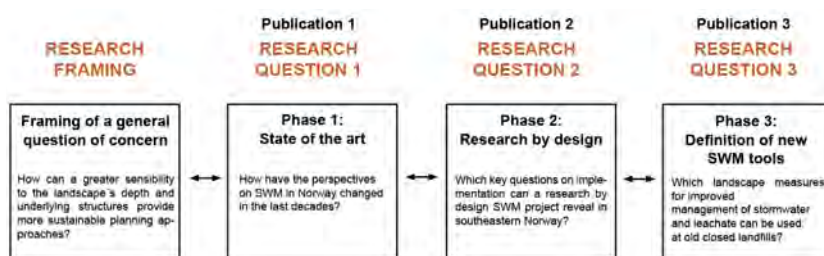 RESEARCH
FRAMING
Framing of a general
question of concern
How can a greater sensibility
to the landscape´s depth and
underlying structures provide
more sustainable planning ap-
proaches?
Publication 1
RESEARCH
QUESTION 1
Phase 1:
State of the art
How have the perspectives
on SWM in Norway changed
in the last decades?
Publication 2
RESEARCH
QUESTION 2
Phase 2:
Research by design
Which key questions on imple-
mentation can a research by
design SWM project reveal in
southeastern Norway?
Publication 3
RESEARCH
QUESTION 3
Phase 3:
Definition of new
SWM tools
Which landscape measures
for improved
management of stormwater
and leachate can be used
at old closed landfills?